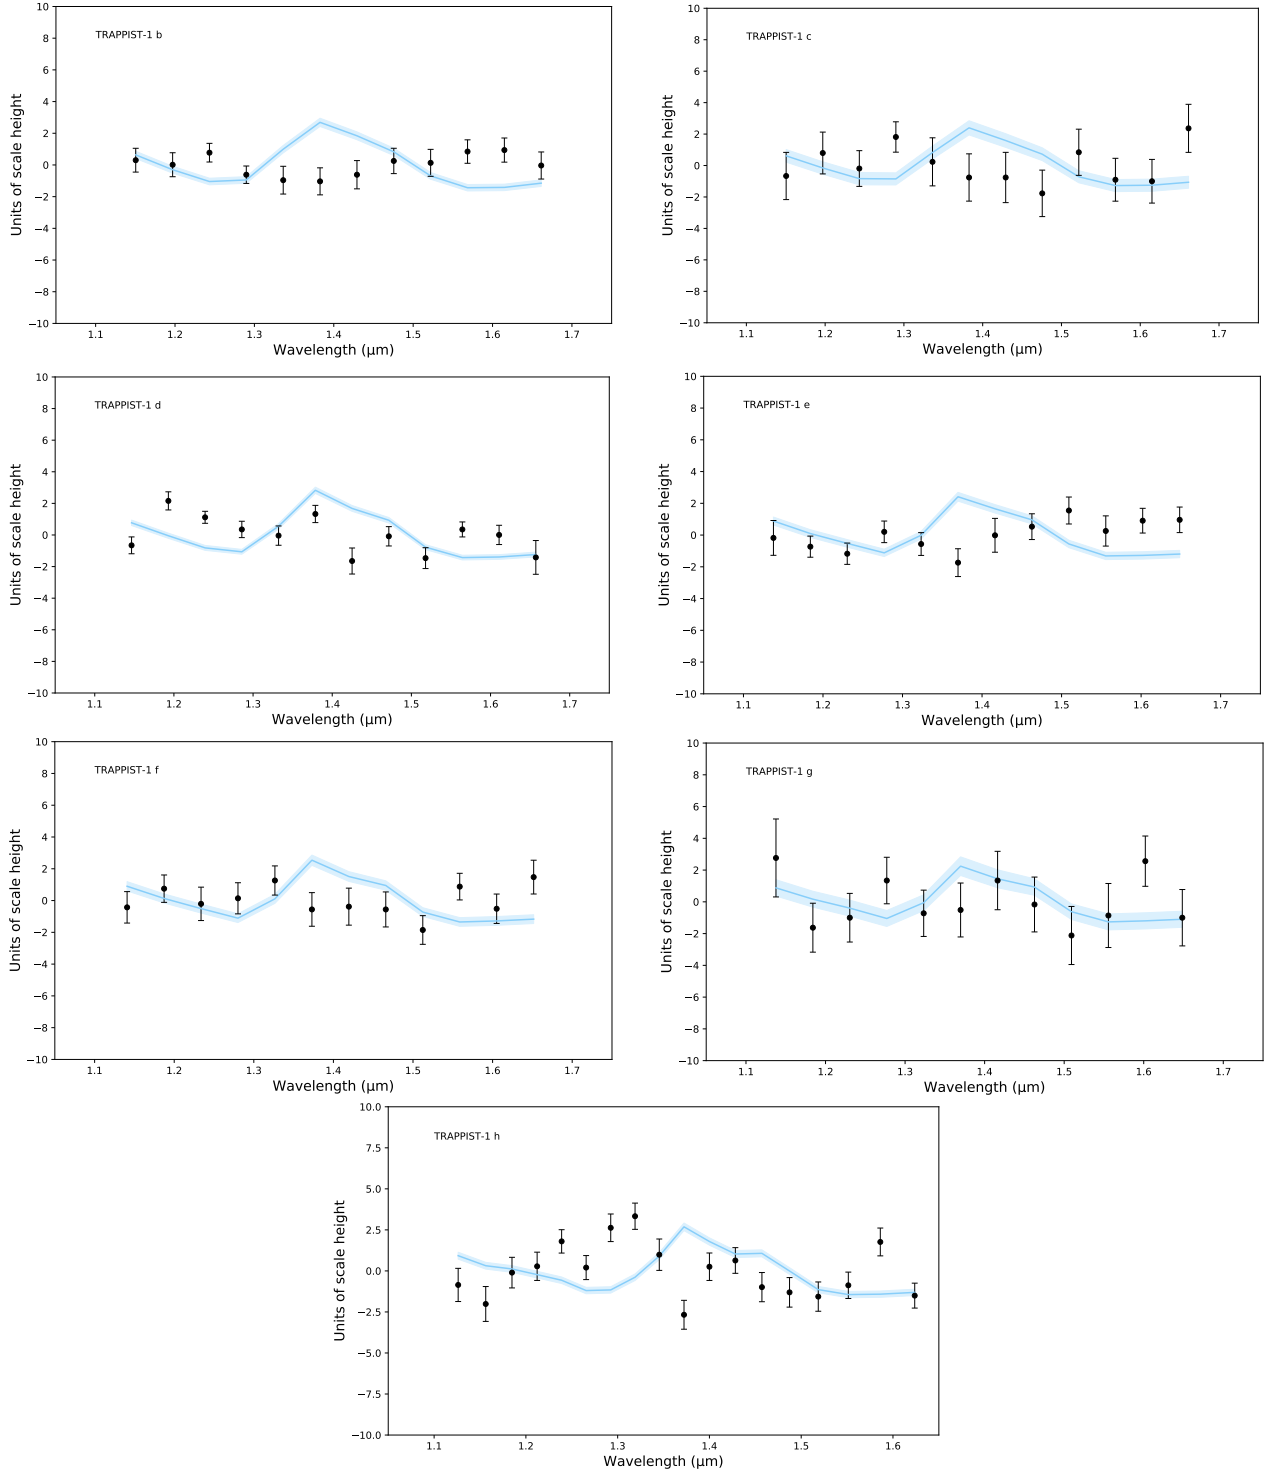 TRAPPIST-1 b
10
8
6
4
2
0
−2
−4
−6
−8
−10
Units of scale height
1.1 1.2 1.3 1.4 1.5 1.6 1.7
Wavelength (μm)
TRAPPIST-1 c
10
8
6
4
2
0
−2
−4
−6
−8
−10
Units of scale height
1.1 1.2 1.3 1.4 1.5 1.6 1.7
Wavelength (μm)
TRAPPIST-1 d
10
8
6
4
2
0
−2
−4
−6
−8
−10
Units of scale height
1.1 1.2 1.3 1.4 1.5 1.6 1.7
Wavelength (μm)
TRAPPIST-1 e
10
8
6
4
2
0
−2
−4
−6
−8
−10
Units of scale height
1.1 1.2 1.3 1.4 1.5 1.6 1.7
Wavelength (μm)
TRAPPIST-1 f
10
8
6
4
2
0
−2
−4
−6
−8
−10
Units of scale height
1.1 1.2 1.3 1.4 1.5 1.6 1.7
Wavelength (μm)
TRAPPIST-1 g
10
8
6
4
2
0
−2
−4
−6
−8
−10
Units of scale height
1.1 1.2 1.3 1.4 1.5 1.6 1.7
Wavelength (μm)
TRAPPIST-1 h
10.0
7.5
5.0
2.5
0.0
−2.5
−5.0
−7.5
−10.0
Units of scale height
1.1 1.2 1.3 1.4 1.5 1.6
Wavelength (μm)